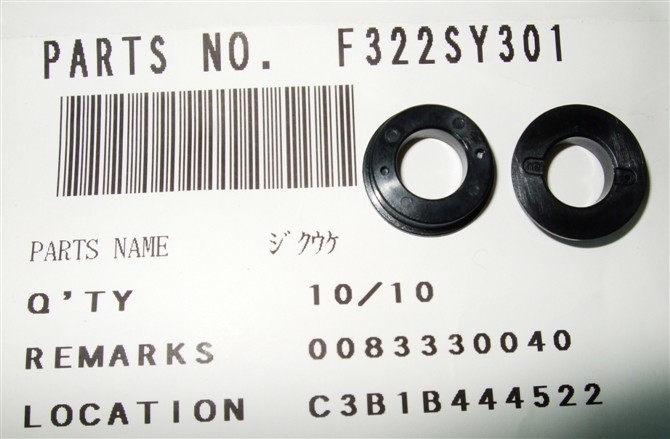 PARTS NO. F322SY301
PARTS NAME ｼﾞｸｳｹ
Q'TY 10/10
REMARKS 0083330040
LOCATION C3B1B444522